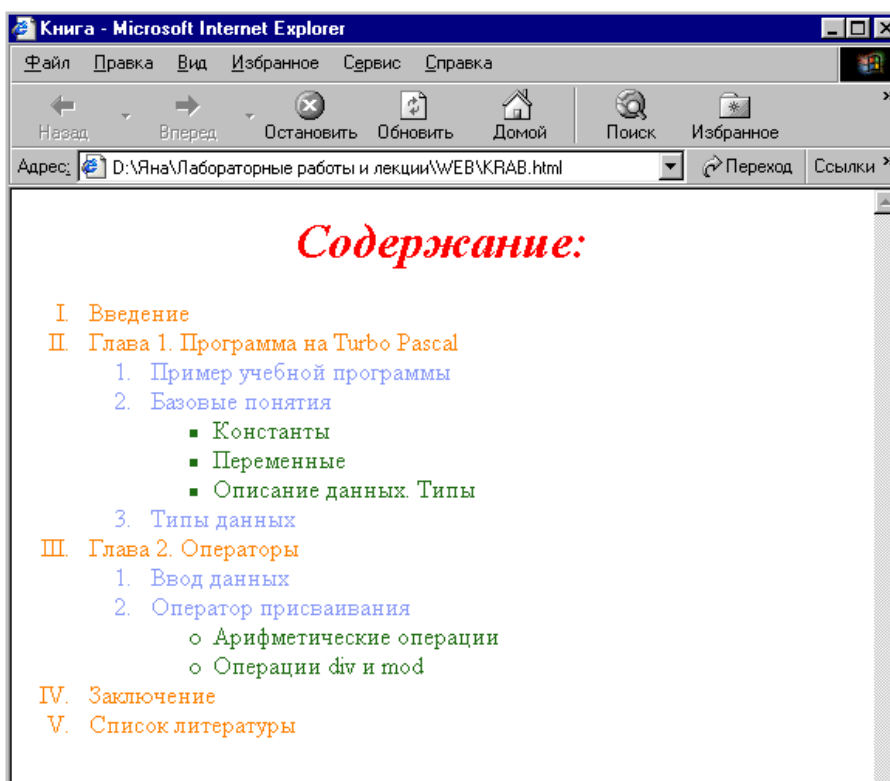 Книга - Microsoft Internet Explorer
Файл Правка Вид Избранное Сервис Справка
Назад Вперед Остановить Обновить Домой Поиск Избранное
Адрес: D:\Яна\Лабораторные работы и лекции\WEB\KRAB.html Переход Ссылки
Содержание:
I. Введение
II. Глава 1. Программа на Turbo Pascal
1. Пример учебной программы
2. Базовые понятия
Константы
Переменные
Описание данных. Типы
3. Типы данных
III. Глава 2. Операторы
1. Ввод данных
2. Оператор присваивания
Арифметические операции
Операции div и mod
IV. Заключение
V. Список литературы